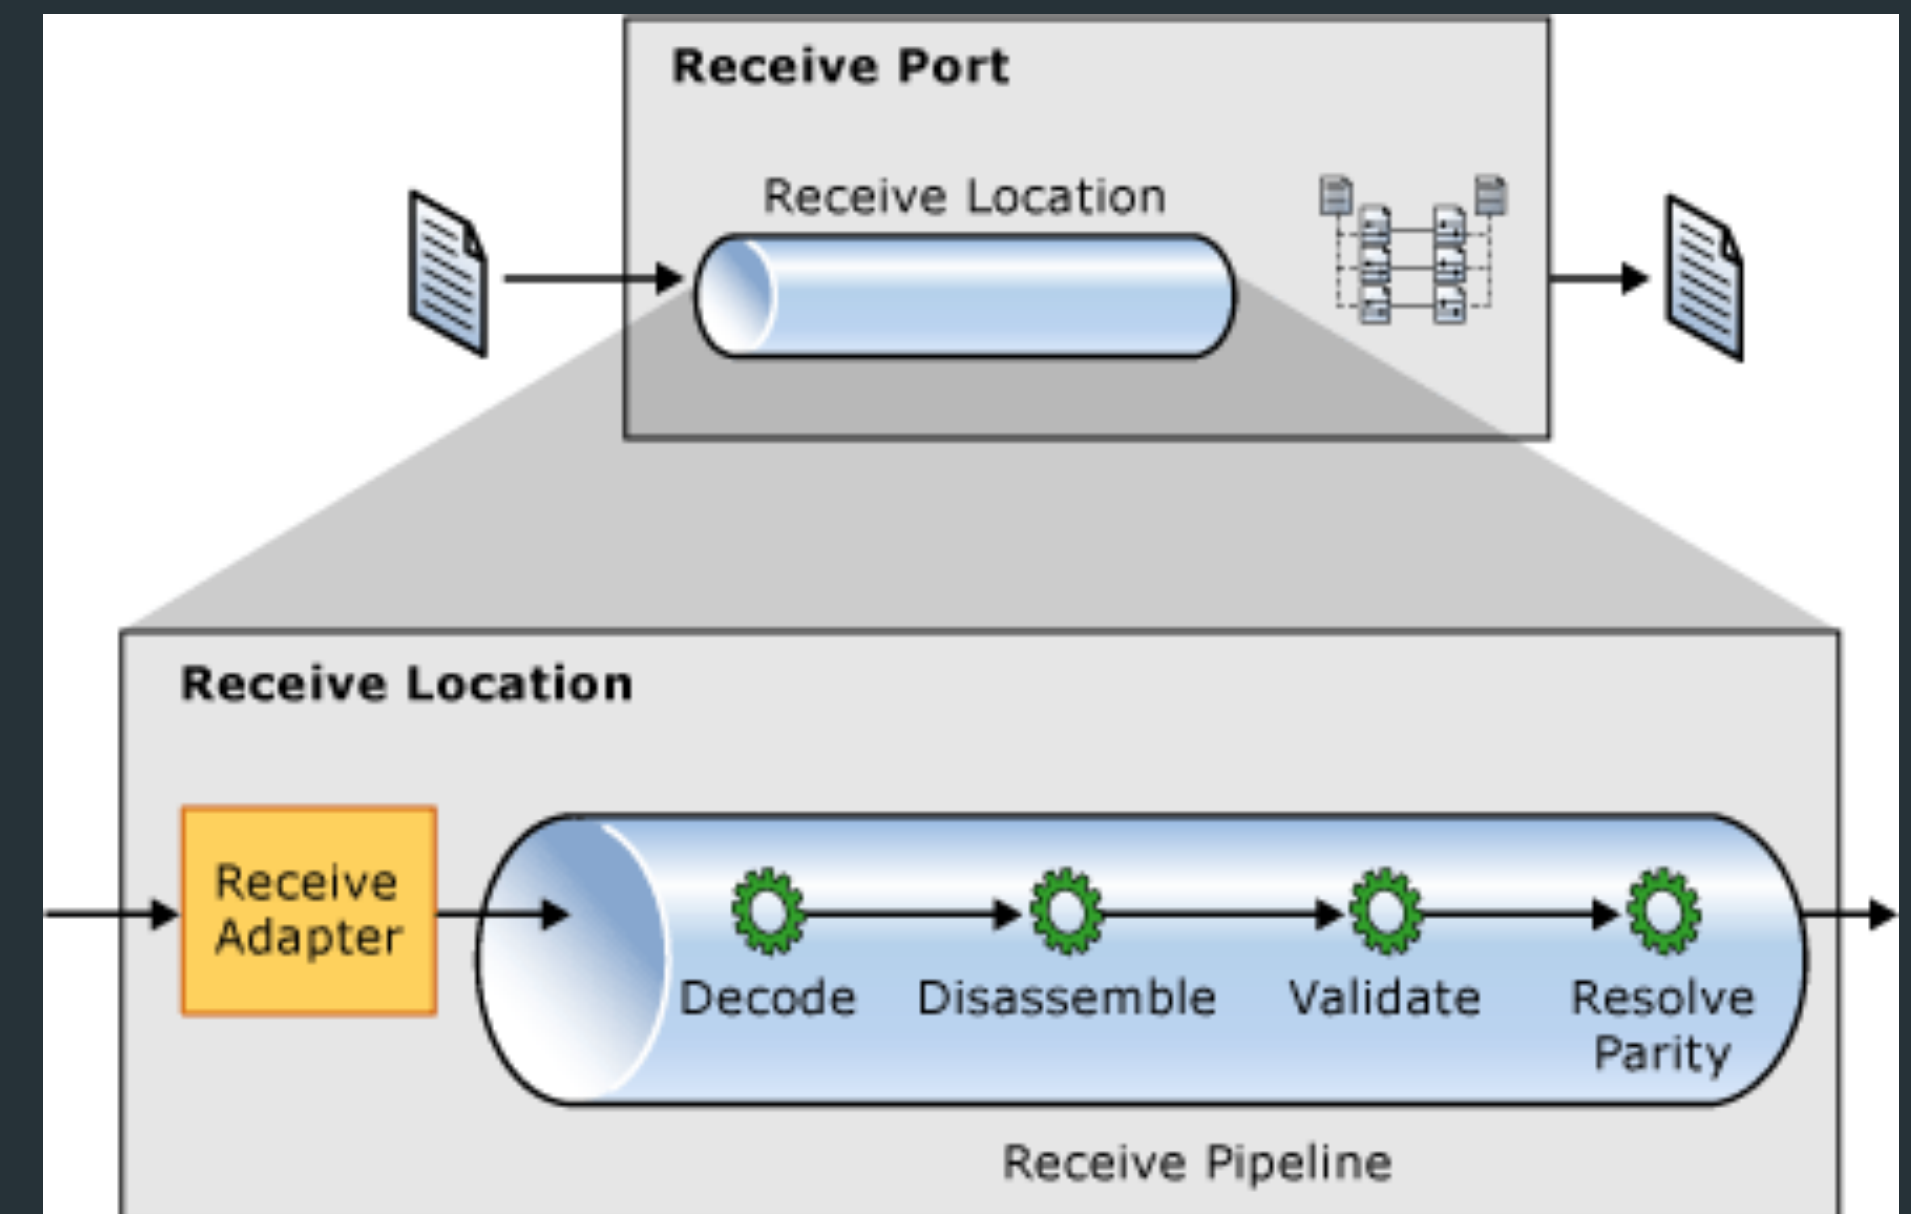 Receive Port
Receive Location
Receive Location
Receive
Adapter
Decode
Disassemble
Validate
Resolve
Parity
Receive Pipeline